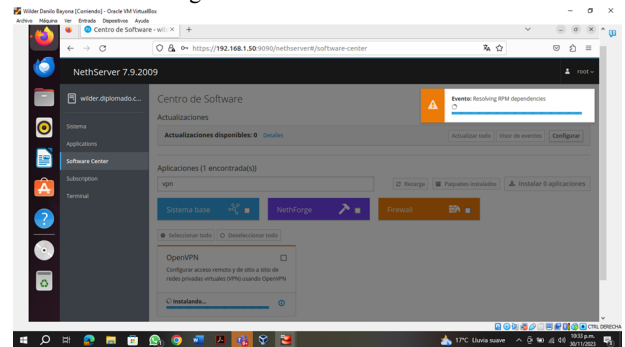 Wilder Danilo Bayona [Corriendo] - Oracle VM VirtualBox
Archivo Máquina Ver Entrada Dispositivos Ayuda
Centro de Software - wild
https://192.168.1.50:9090/nethserver#/software-center
NethServer 7.9.2009
root
wilder.diplomado.c...
Centro de Software
Evento: Resolving RPM dependencies
Actualizaciones
Sistema
Actualizaciones disponibles: 0 Detalles
Actualizar todo
Visor de eventos
Configurar
Applications
Software Center
Aplicaciones (1 encontrada(s))
Subscription
vpn
Recarga
Paquetes instalados
Instalar 0 aplicaciones
Terminal
Sistema base
NethForge
Firewall
Seleccionar todo
Deseleccionar todo
OpenVPN
Configurar acceso remoto y de sitio a sitio de
redes privadas virtuales (VPN) usando OpenVPN
Instalando...
CTRL DERECHA
17°C Lluvia suave
10:33 p.m.
30/11/2023